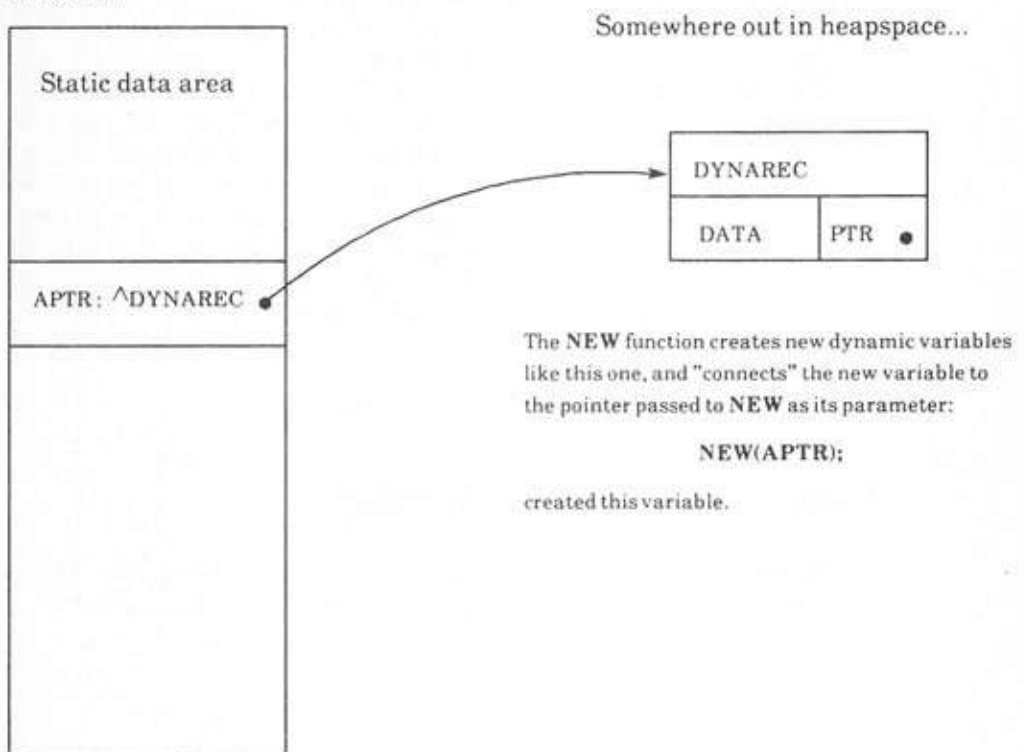 Somewhere out in heapspace...
Static data area
DYNAREC
DATA
PTR
APTR: ^DYNAREC
The NEW function creates new dynamic variables
like this one, and "connects" the new variable to
the pointer passed to NEW as its parameter:
NEW(APTR);
created this variable.